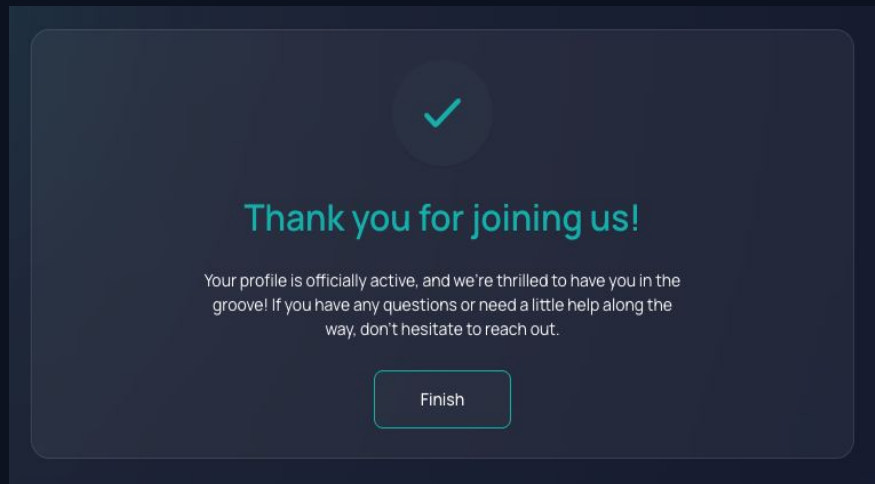 Thank you for joining us!
Your profile is officially active, and we're thrilled to have you in the
groove! If you have any questions or need a little help along the
way, don't hesitate to reach out.
Finish